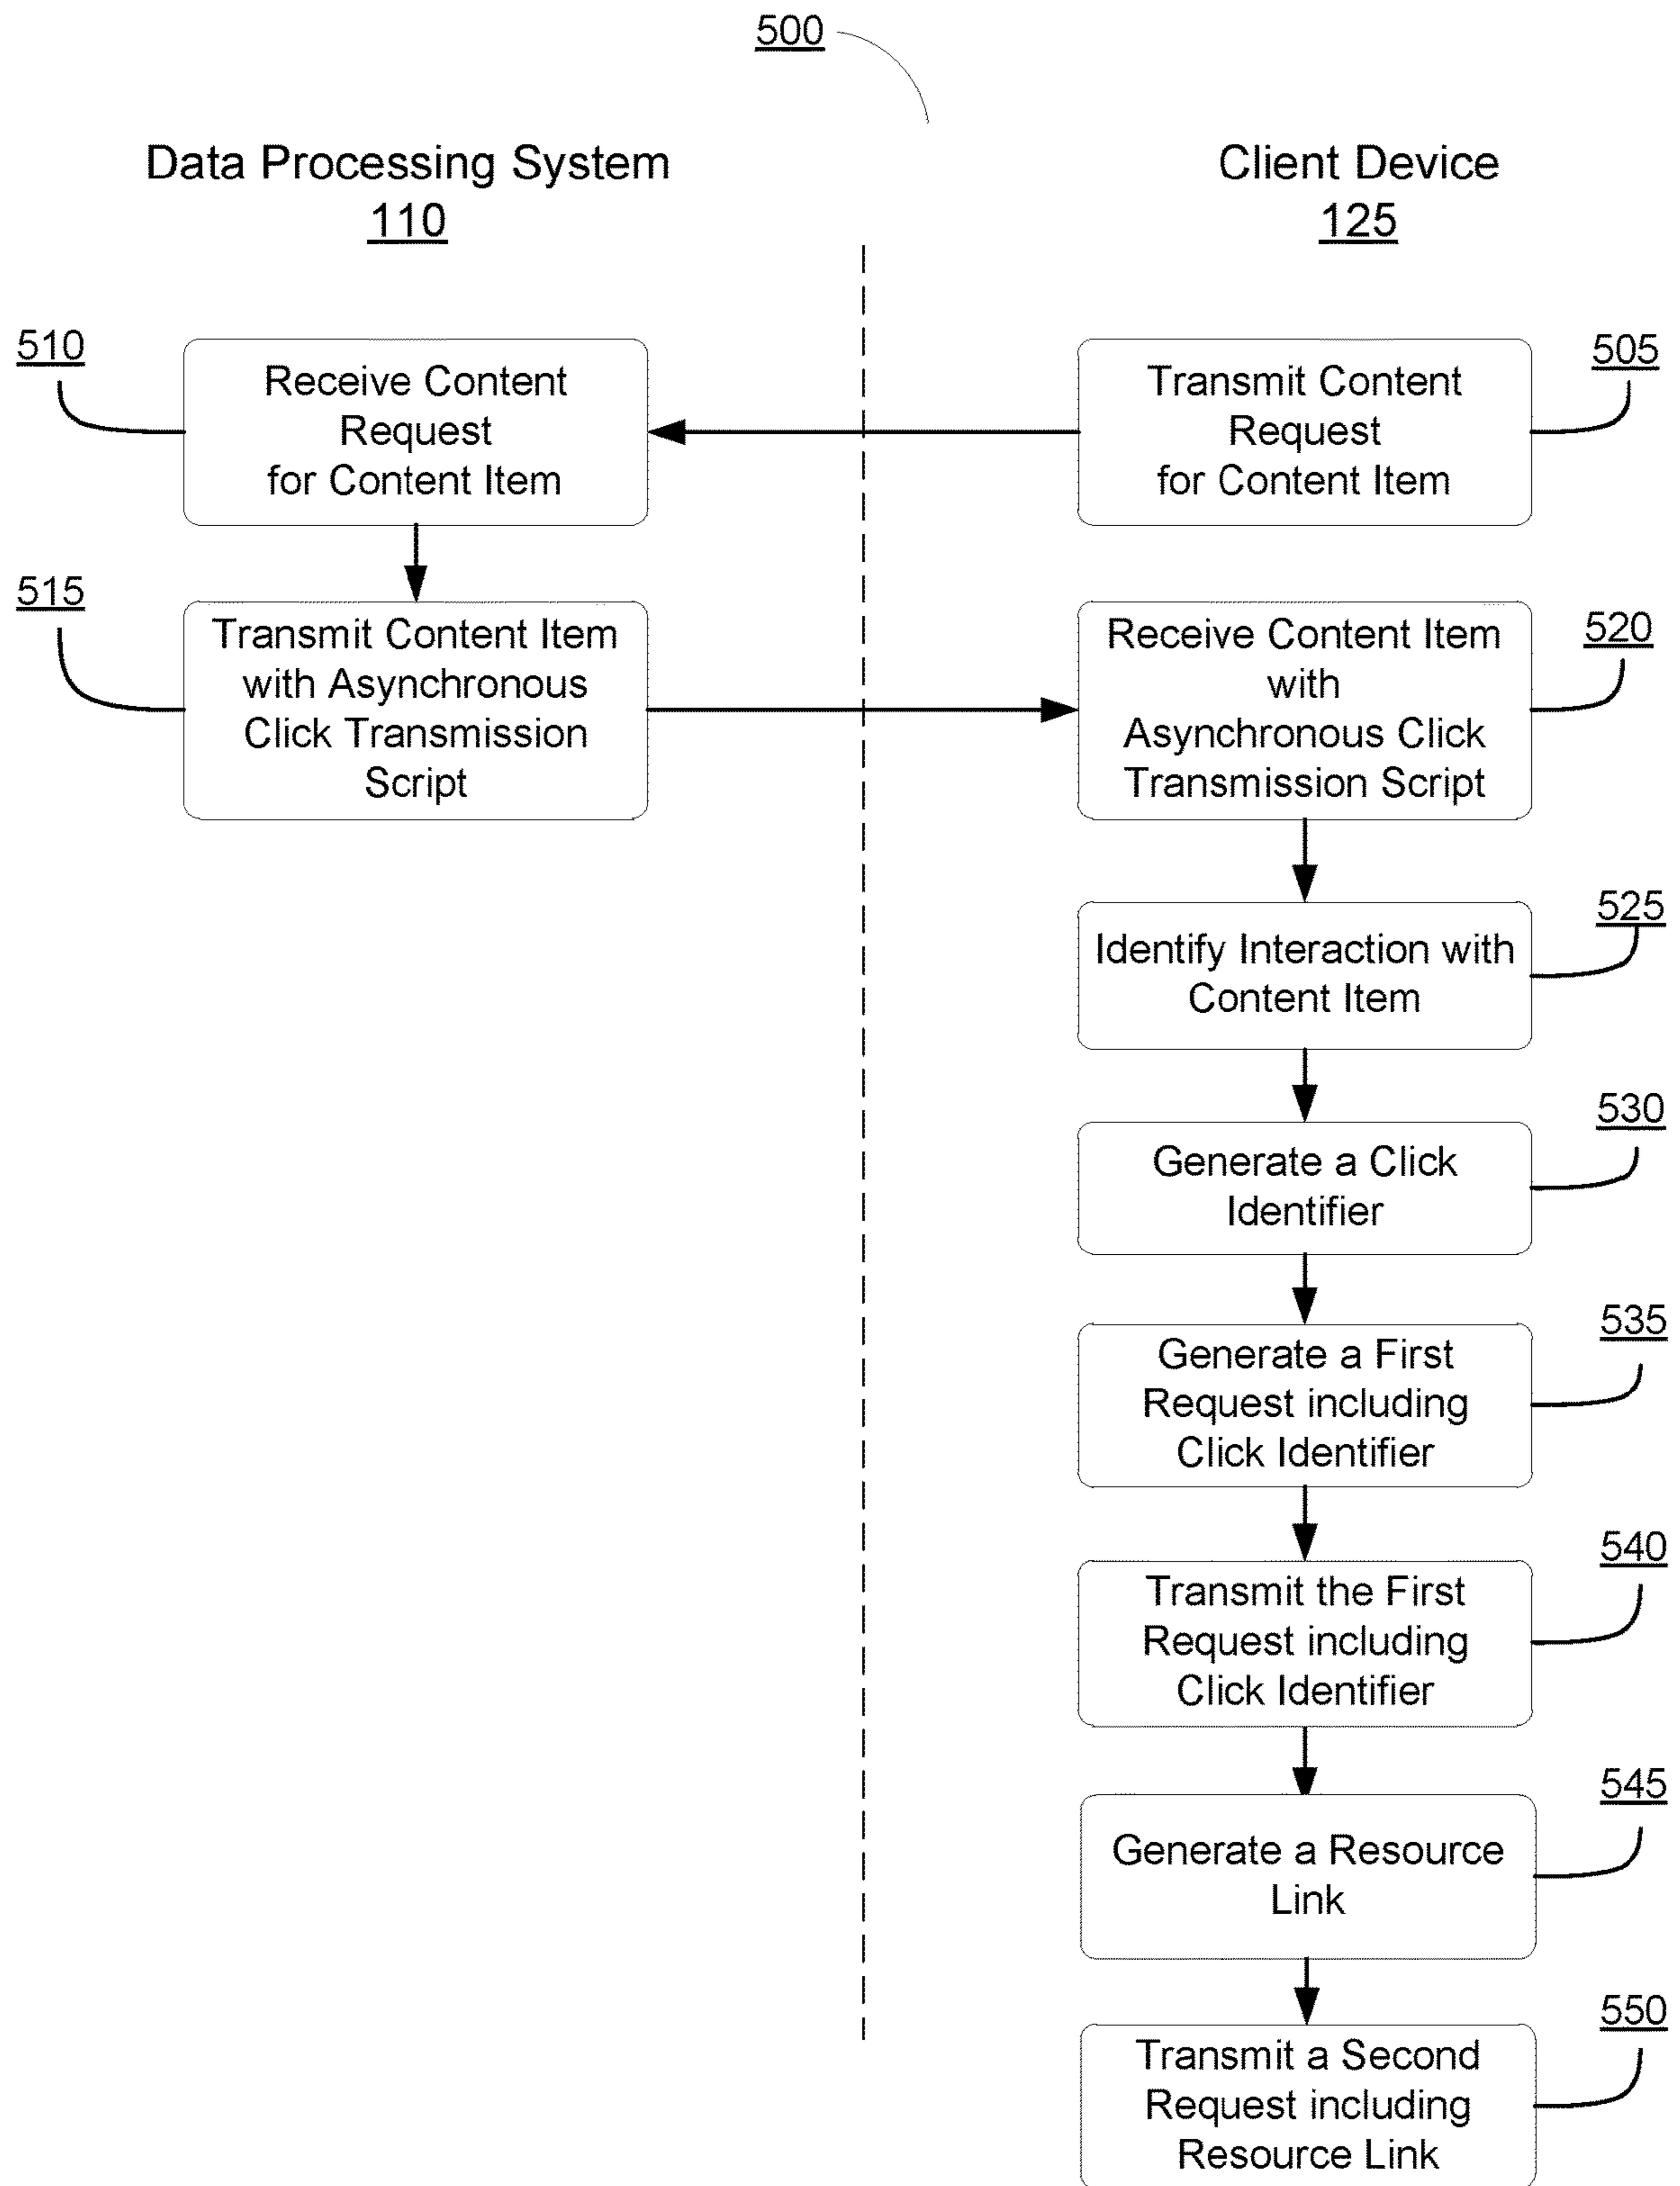 500
Data Processing System
110
Client Device
125
510
Receive Content
Request
for Content Item
Transmit Content
Request
for Content Item
505
515
Transmit Content Item
with Asynchronous
Click Transmission
Script
Receive Content Item
with
Asynchronous Click
Transmission Script
520
Identify Interaction with
Content Item
525
Generate a Click
Identifier
530
Generate a First
Request including
Click Identifier
535
Transmit the First
Request including
Click Identifier
540
Generate a Resource
Link
545
Transmit a Second
Request including
Resource Link
550